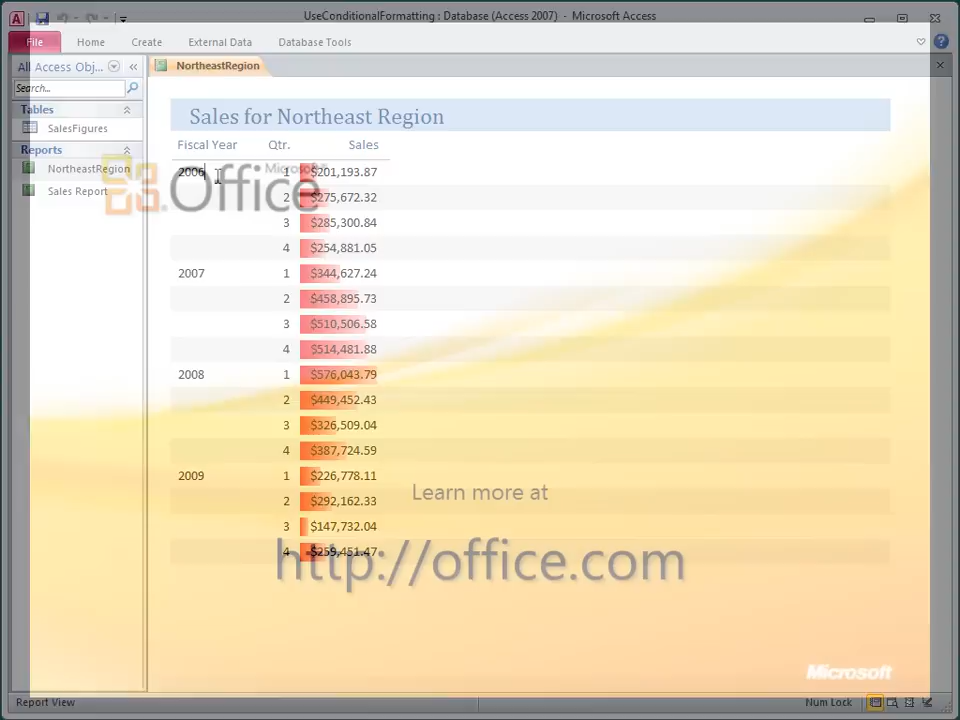 UseConditionalFormatting : Database (Access 2007) - Microsoft Access
File Home Create External Data Database Tools
All Access Obj... «
NortheastRegion
Search...
Tables
SalesFigures
Reports
NortheastRegion
Sales Report
Sales for Northeast Region
Fiscal Year Qtr. Sales
2006 1 $201,193.87
2 $275,672.32
3 $285,300.84
4 $254,881.05
2007 1 $344,627.24
2 $458,895.73
3 $510,506.58
4 $514,481.88
2008 1 $576,043.79
2 $449,452.43
3 $326,509.04
4 $387,724.59
2009 1 $226,778.11
2 $292,162.33
3 $147,732.04
4 $259,451.47
Microsoft
Office
Learn more at
http://office.com
Microsoft
Report View Num Lock